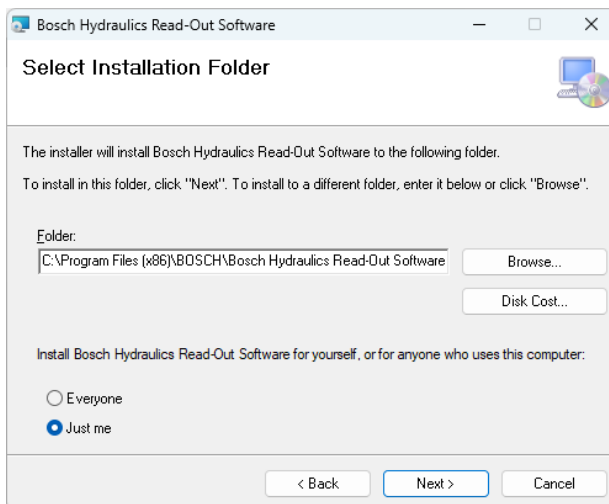 Bosch Hydraulics Read-Out Software
Select Installation Folder
The installer will install Bosch Hydraulics Read-Out Software to the following folder.
To install in this folder, click "Next". To install to a different folder, enter it below or click "Browse".
Folder:
C:\Program Files (x86)\BOSCH\Bosch Hydraulics Read-Out Software
Browse...
Disk Cost...
Install Bosch Hydraulics Read-Out Software for yourself, or for anyone who uses this computer:
Everyone
Just me
< Back Next > Cancel